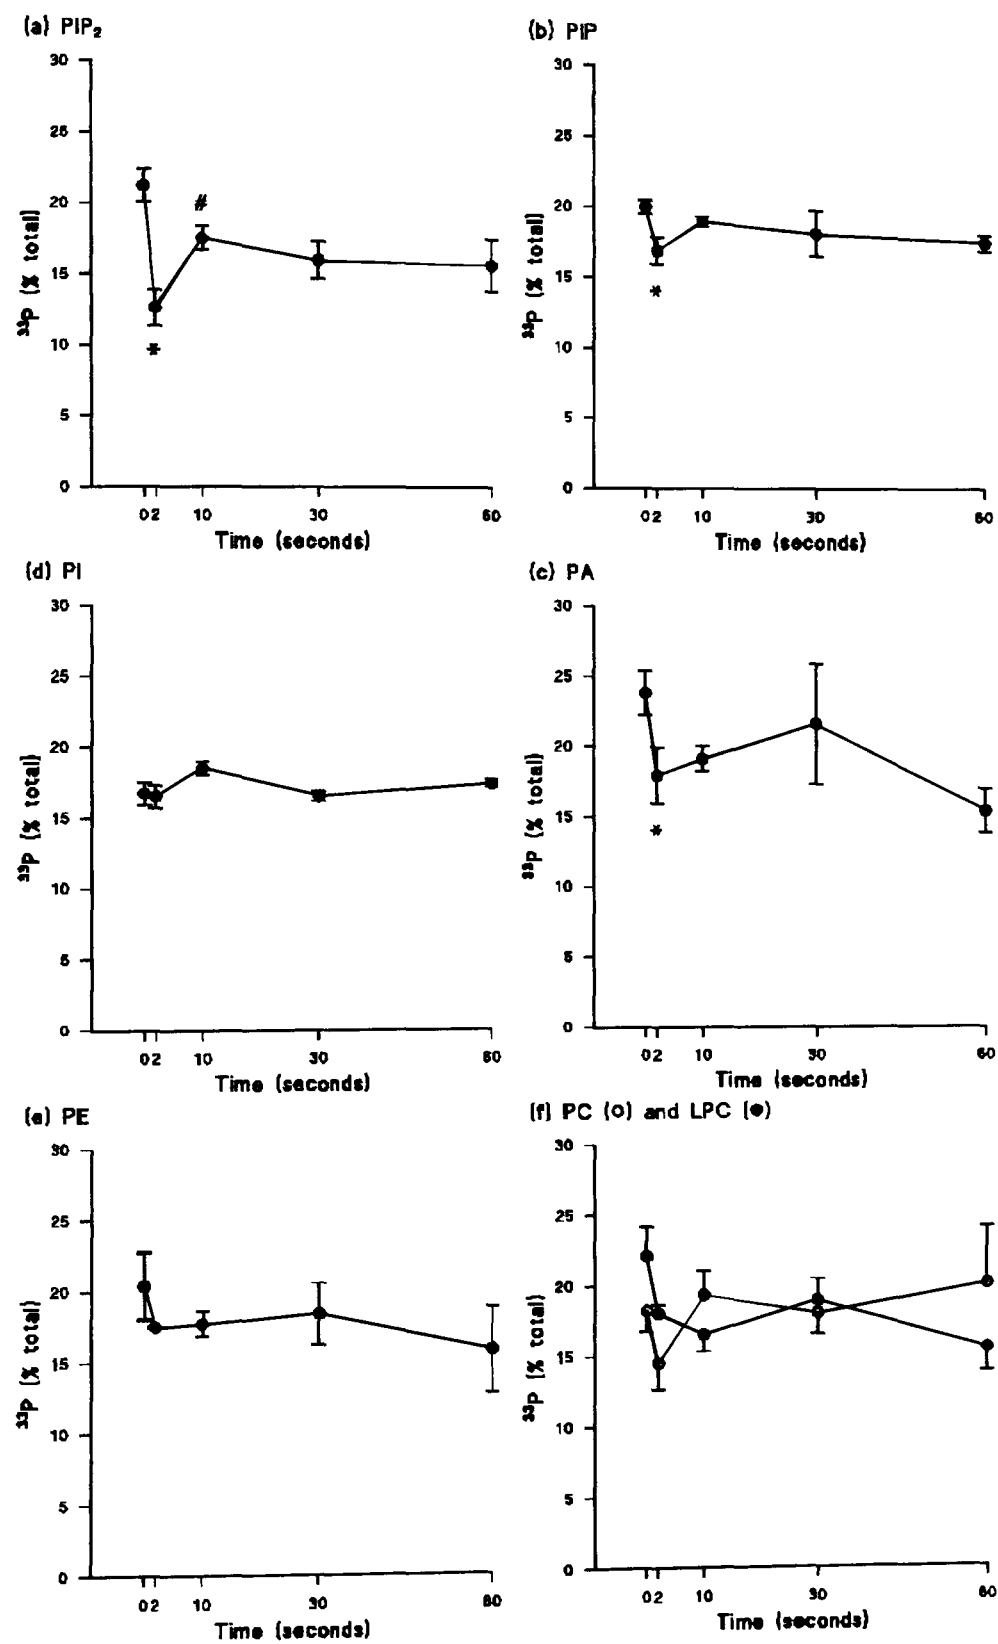 (a) PIP₂
30
25
20
15
10
5
0
#
*
³³P (% total)
0 2 10 30 60
Time (seconds)
(b) PIP
30
25
20
15
10
5
0
*
³³P (% total)
0 2 10 30 60
Time (seconds)
(d) PI
30
25
20
15
10
5
0
³³P (% total)
0 2 10 30 60
Time (seconds)
(c) PA
30
25
20
15
10
5
0
*
³³P (% total)
0 2 10 30 60
Time (seconds)
(e) PE
30
25
20
15
10
5
0
³³P (% total)
0 2 10 30 60
Time (seconds)
(f) PC (○) and LPC (●)
30
25
20
15
10
5
0
³³P (% total)
0 2 10 30 60
Time (seconds)